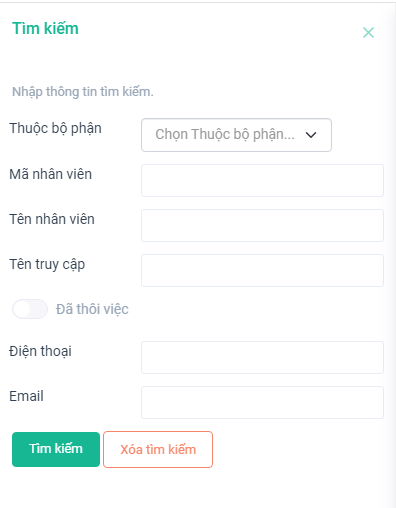 Tìm kiếm
Nhập thông tin tìm kiếm.
Thuộc bộ phận
Chọn Thuộc bộ phận...
Mã nhân viên
Tên nhân viên
Tên truy cập
Đã thôi việc
Điện thoại
Email
Tìm kiếm Xóa tìm kiếm